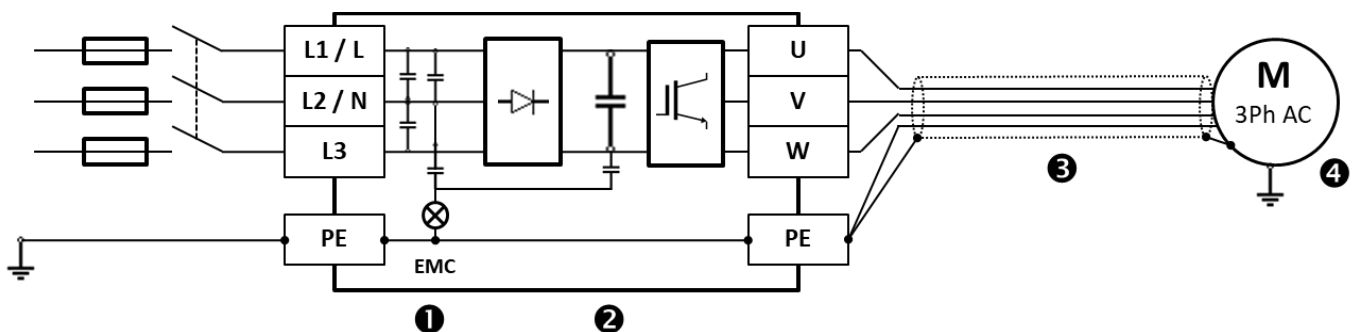 L1 / L
U
L2 / N
V
M
3Ph AC
L3
W
❸
❹
PE
PE
EMC
❶
❷